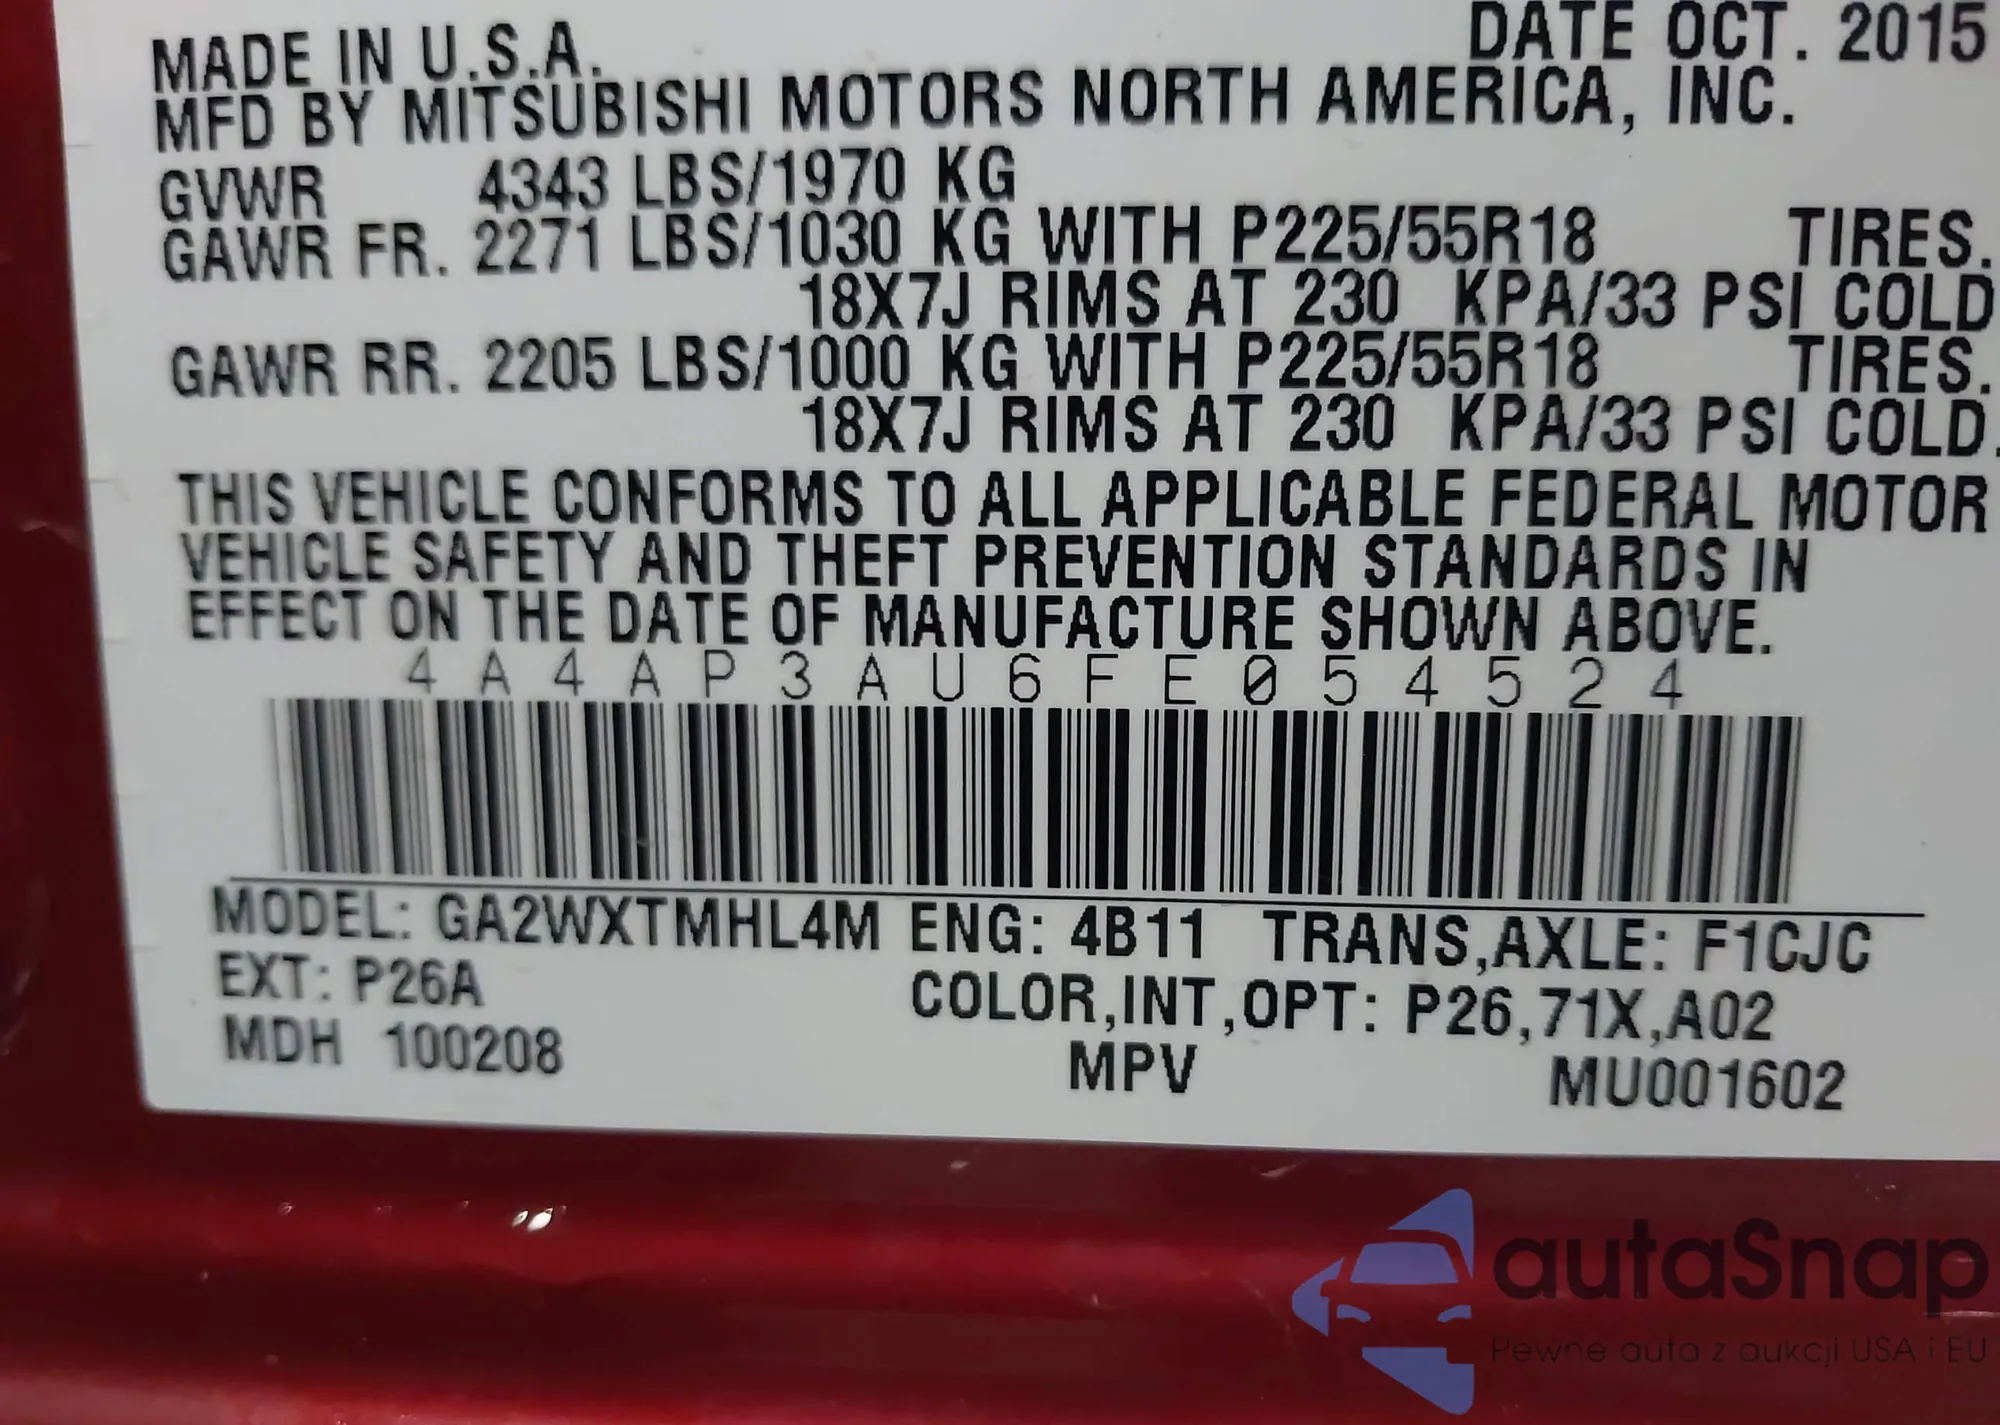 DATE OCT. 2015
MADE IN U.S.A.
MFD BY MITSUBISHI MOTORS NORTH AMERICA, INC.
GVWR 4343 LBS/1970 KG
GAWR FR. 2271 LBS/1030 KG WITH P225/55R18 TIRES.
18X7J RIMS AT 230 KPA/33 PSI COLD
GAWR RR. 2205 LBS/1000 KG WITH P225/55R18 TIRES.
18X7J RIMS AT 230 KPA/33 PSI COLD.
THIS VEHICLE CONFORMS TO ALL APPLICABLE FEDERAL MOTOR
VEHICLE SAFETY AND THEFT PREVENTION STANDARDS IN
EFFECT ON THE DATE OF MANUFACTURE SHOWN ABOVE.
4A4AP3AU6FE054524
MODEL: GA2WXTMHL4M ENG: 4B11 TRANS,AXLE: F1CJC
EXT: P26A COLOR,INT,OPT: P26,71X,A02
MDH 100208 MPV MU001602
autaSnap
Pewne auta z aukcji USA i EU